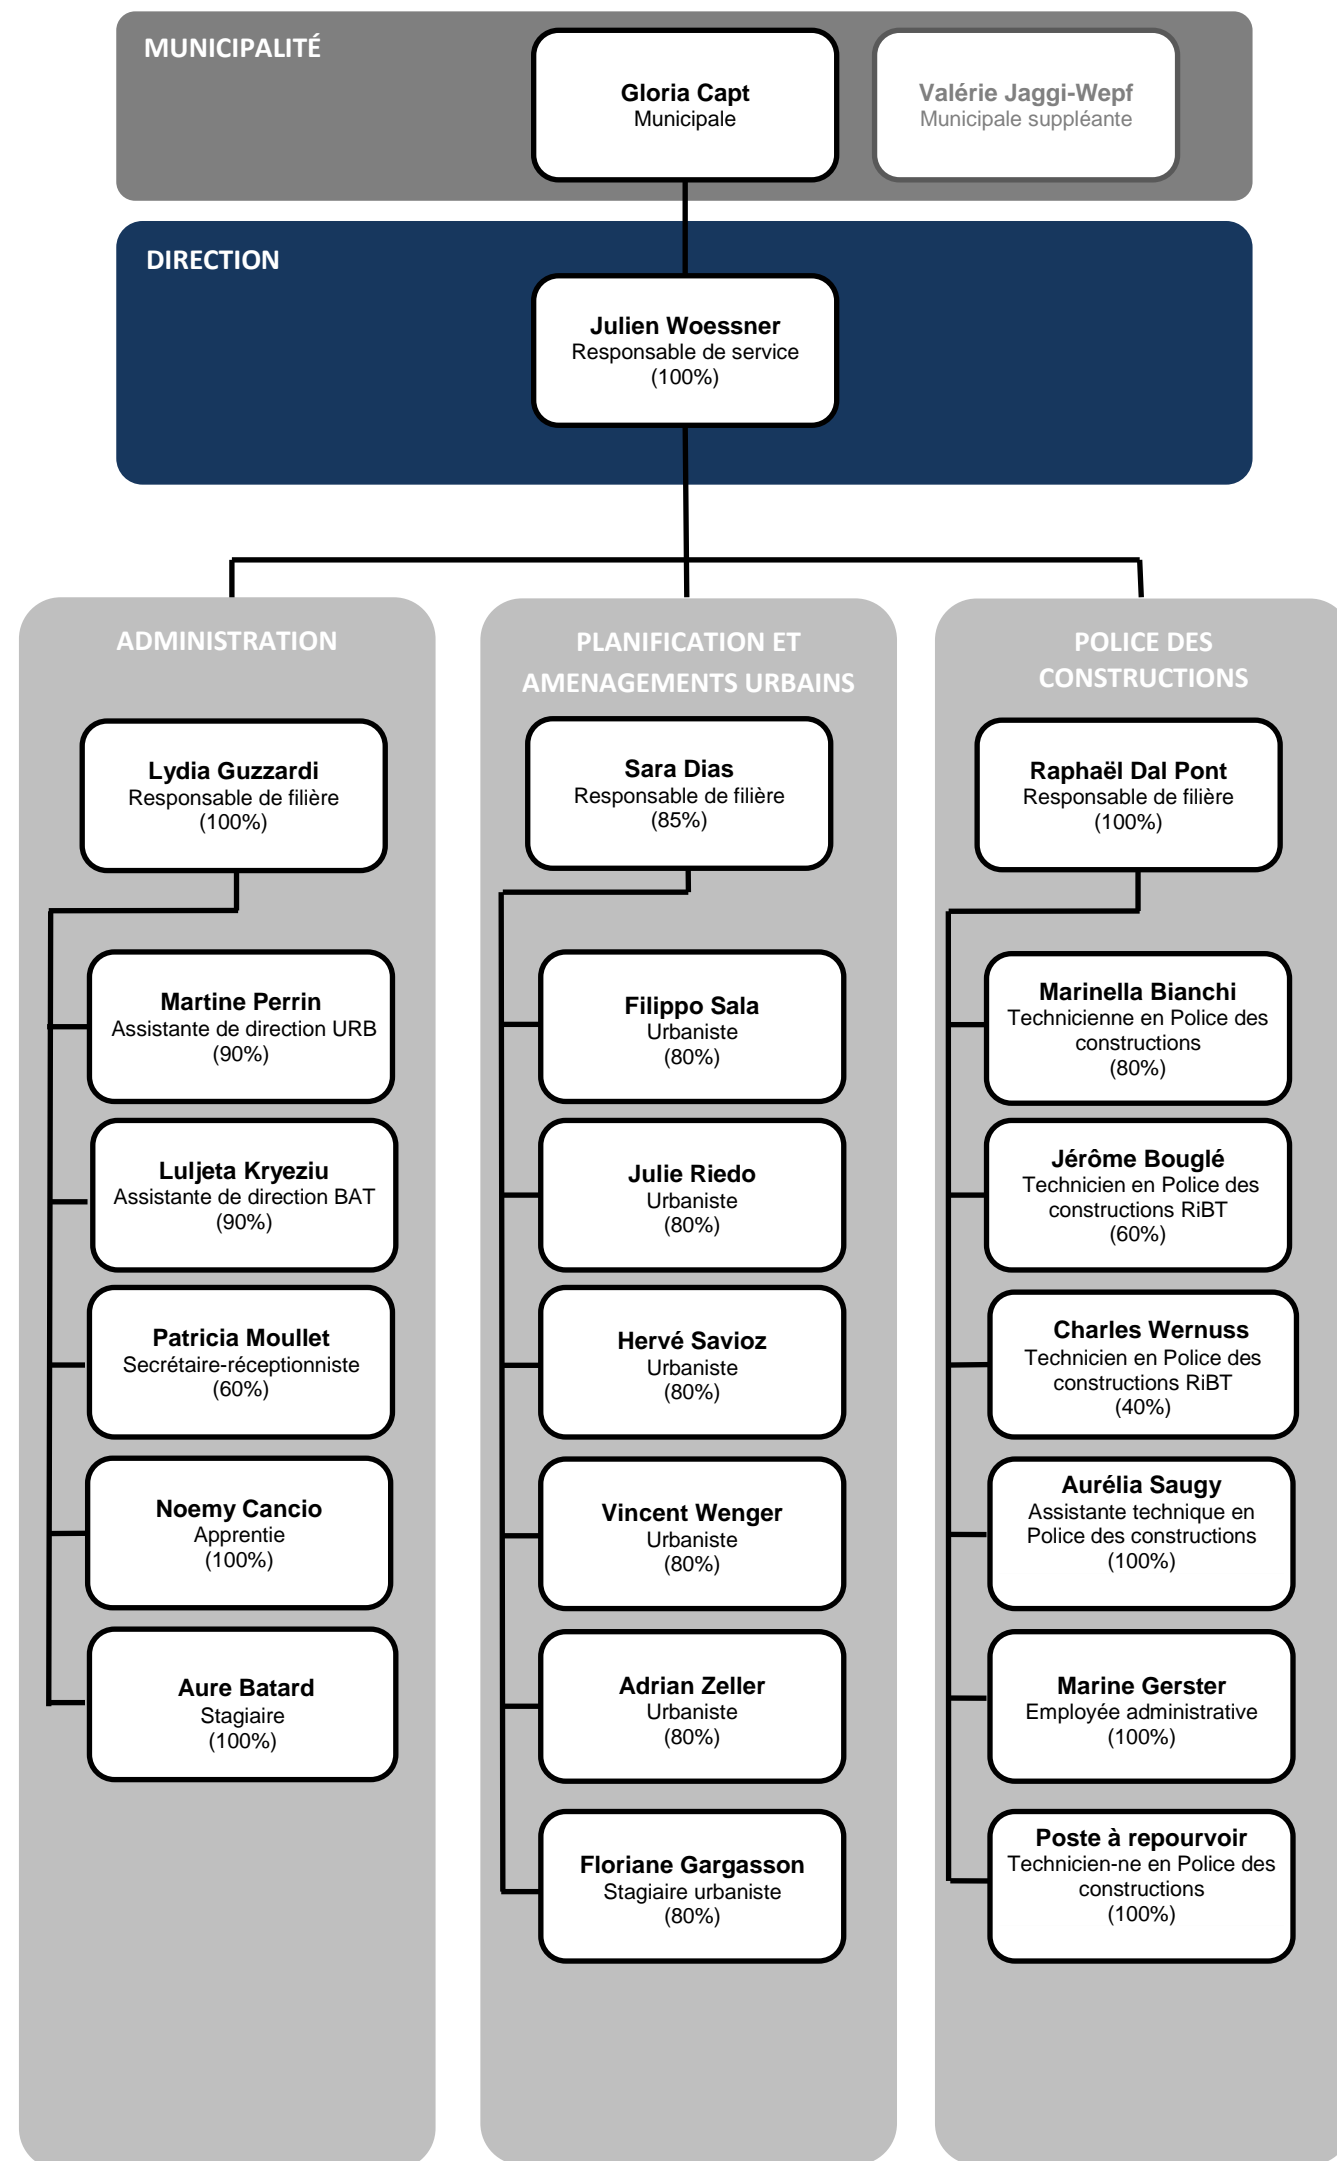 MUNICIPALITÉ
Gloria Capt
Municipale
Valérie Jaggi-Wepf
Municipale suppléante
DIRECTION
Julien Woessner
Responsable de service
(100%)
ADMINISTRATION
Lydia Guzzardi
Responsable de filière
(100%)
Martine Perrin
Assistante de direction URB
(90%)
Luljeta Kryeziu
Assistante de direction BAT
(90%)
Patricia Moullet
Secrétaire-réceptionniste
(60%)
Noemy Cancio
Apprentie
(100%)
Aure Batard
Stagiaire
(100%)
PLANIFICATION ET
AMENAGEMENTS URBAINS
Sara Dias
Responsable de filière
(85%)
Filippo Sala
Urbaniste
(80%)
Julie Riedo
Urbaniste
(80%)
Hervé Savioz
Urbaniste
(80%)
Vincent Wenger
Urbaniste
(80%)
Adrian Zeller
Urbaniste
(80%)
Floriane Gargasson
Stagiaire urbaniste
(80%)
POLICE DES
CONSTRUCTIONS
Raphaël Dal Pont
Responsable de filière
(100%)
Marinella Bianchi
Technicienne en Police des
constructions
(80%)
Jérôme Bouglé
Technicien en Police des
constructions RiBT
(60%)
Charles Wernuss
Technicien en Police des
constructions RiBT
(40%)
Aurélia Saugy
Assistante technique en
Police des constructions
(100%)
Marine Gerster
Employée administrative
(100%)
Poste à repourvoir
Technicien-ne en Police des
constructions
(100%)